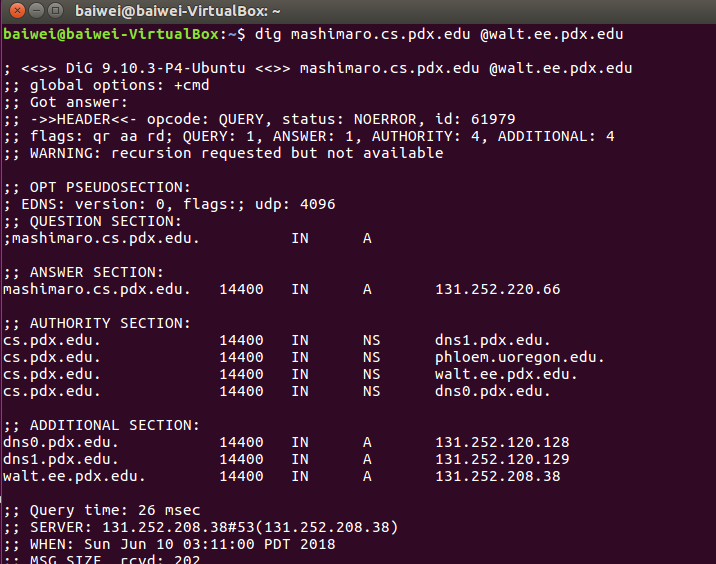 baiwei@baiwei-VirtualBox: ~
baiwei@baiwei-VirtualBox:~$ dig mashimaro.cs.pdx.edu @walt.ee.pdx.edu
; <<>> DiG 9.10.3-P4-Ubuntu <<>> mashimaro.cs.pdx.edu @walt.ee.pdx.edu
;; global options: +cmd
;; Got answer:
;; ->>HEADER<<- opcode: QUERY, status: NOERROR, id: 61979
;; flags: qr aa rd; QUERY: 1, ANSWER: 1, AUTHORITY: 4, ADDITIONAL: 4
;; WARNING: recursion requested but not available
;; OPT PSEUDOSECTION:
; EDNS: version: 0, flags:; udp: 4096
;; QUESTION SECTION:
;mashimaro.cs.pdx.edu. IN A
;; ANSWER SECTION:
mashimaro.cs.pdx.edu. 14400 IN A 131.252.220.66
;; AUTHORITY SECTION:
cs.pdx.edu. 14400 IN NS dns1.pdx.edu.
cs.pdx.edu. 14400 IN NS phloem.uoregon.edu.
cs.pdx.edu. 14400 IN NS walt.ee.pdx.edu.
cs.pdx.edu. 14400 IN NS dns0.pdx.edu.
;; ADDITIONAL SECTION:
dns0.pdx.edu. 14400 IN A 131.252.120.128
dns1.pdx.edu. 14400 IN A 131.252.120.129
walt.ee.pdx.edu. 14400 IN A 131.252.208.38
;; Query time: 26 msec
;; SERVER: 131.252.208.38#53(131.252.208.38)
;; WHEN: Sun Jun 10 03:11:00 PDT 2018
;; MSG SIZE rcvd: 202